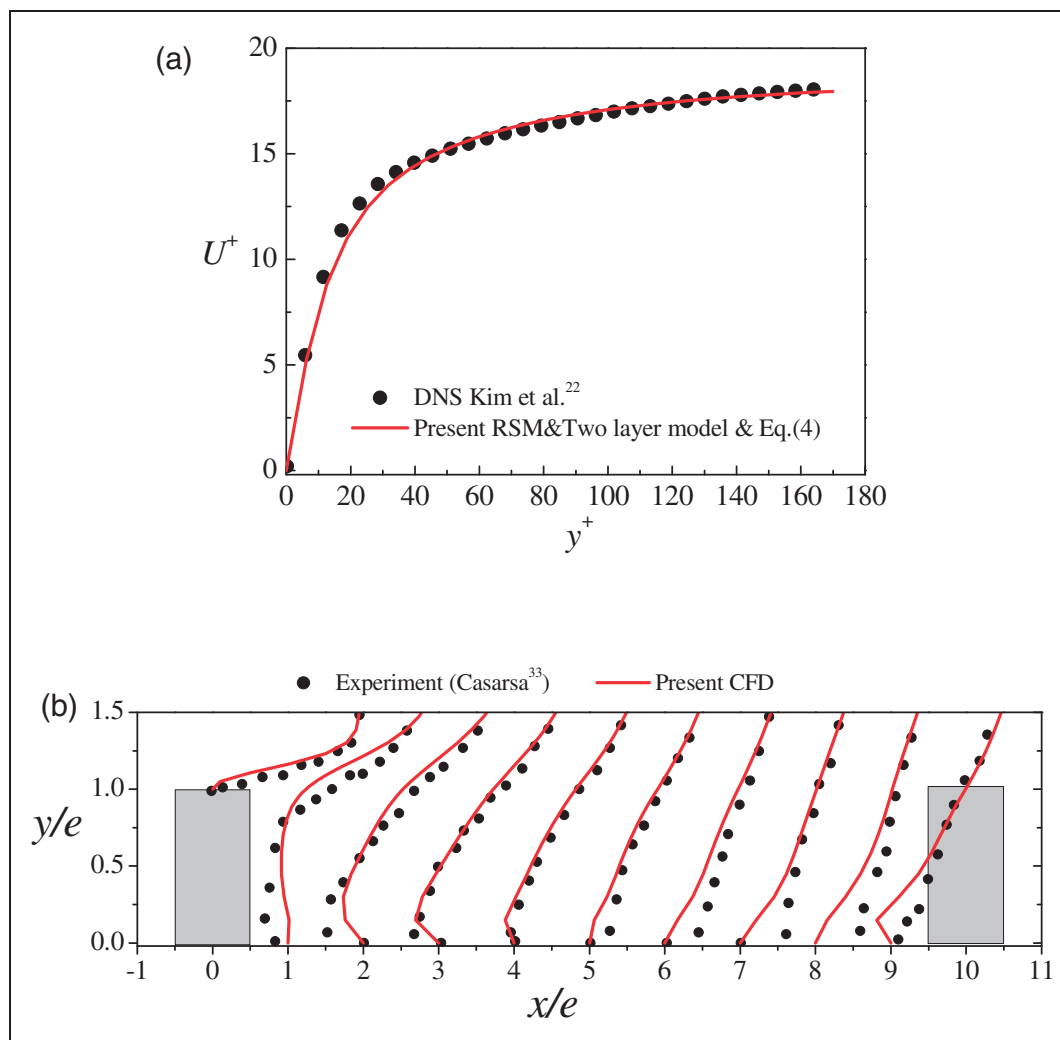 (a)
20
15
10
5
0
U+
DNS Kim et al.22
Present RSM&Two layer model & Eq.(4)
0 20 40 60 80 100 120 140 160 180
y+
Experiment (Casarsa33) Present CFD
(b)
1.5
1.0
0.5
0.0
y/e
-1 0 1 2 3 4 5 6 7 8 9 10 11
x/e